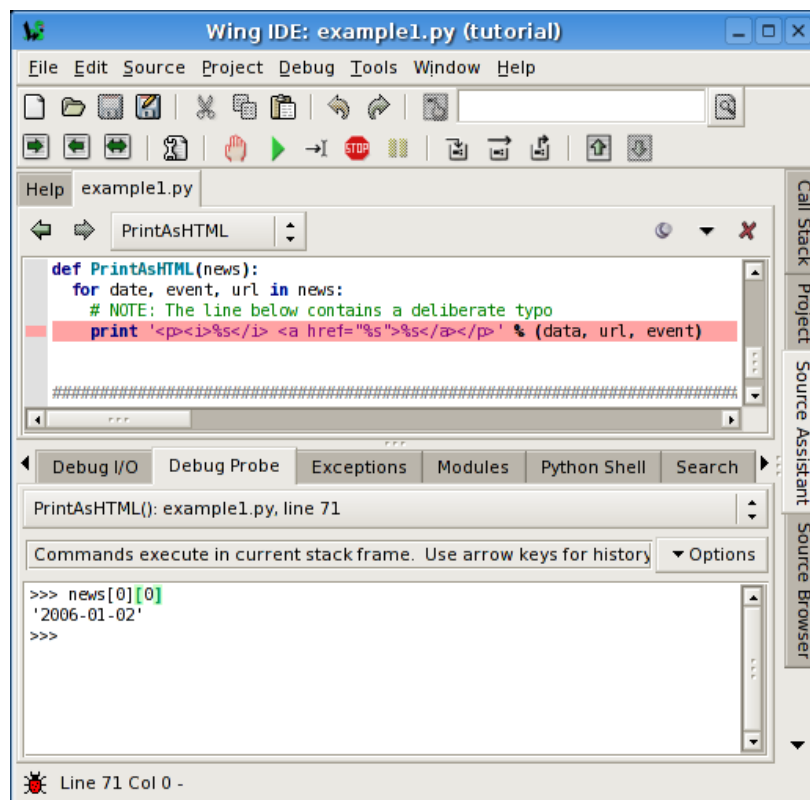 Wing IDE: example1.py (tutorial)
File Edit Source Project Debug Tools Window Help
STOP
Help example1.py
PrintAsHTML
def PrintAsHTML(news):
for date, event, url in news:
# NOTE: The line below contains a deliberate typo
print '<p><i>%s</i> <a href="%s">%s</a></p>' % (data, url, event)
########################################################################
Debug I/O Debug Probe Exceptions Modules Python Shell Search
PrintAsHTML(): example1.py, line 71
Commands execute in current stack frame. Use arrow keys for history
Options
>>> news[0][0]
'2006-01-02'
>>>
Call Stack
Project
Source Assistant
Source Browser
Line 71 Col 0 -